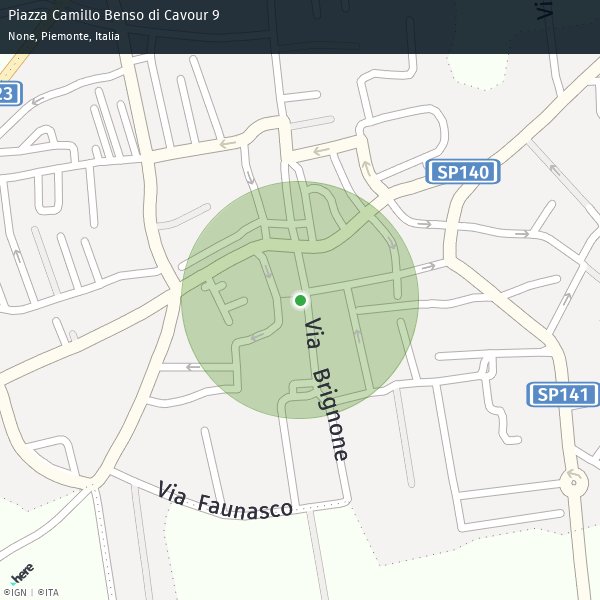 Piazza Camillo Benso di Cavour 9
None, Piemonte, Italia
Vi
23
SP140
Via Brignone
SP141
Via Faunasco
here
©IGN | ©ITA